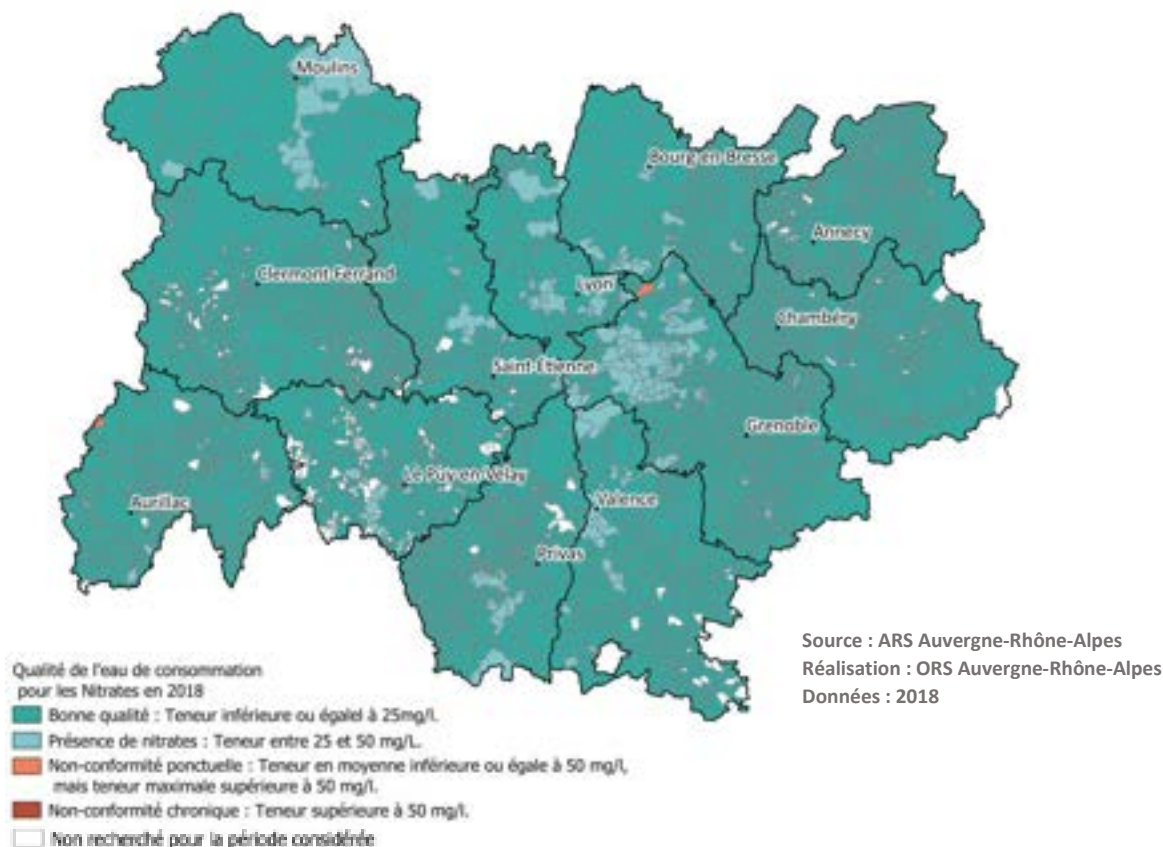 Moulins
Bourg-en-Bresse
Annecy
Clermont-Ferrand
Lyon
Chambéry
Saint-Étienne
Grenoble
Le Puy-en-Velay
Aurillac
Valence
Privas
Source : ARS Auvergne-Rhône-Alpes
Réalisation : ORS Auvergne-Rhône-Alpes
Données : 2018
Qualité de l'eau de consommation
pour les Nitrates en 2018
Bonne qualité : Teneur inférieure ou égalel à 25mg/l.
Présence de nitrates : Teneur entre 25 et 50 mg/L.
Non-conformité ponctuelle : Teneur en moyenne inférieure ou égale à 50 mg/l,
mais teneur maximale supérieure à 50 mg/l.
Non-conformité chronique : Teneur supérieure à 50 mg/l.
Non recherché pour la période considérée